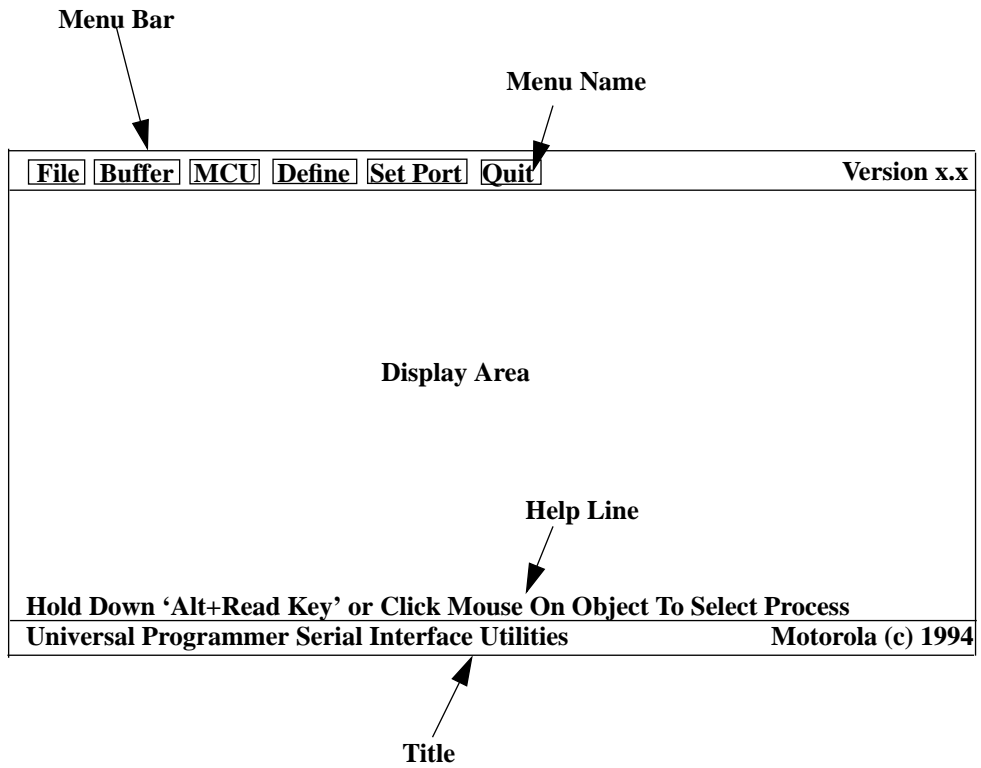 Menu Bar
Menu Name
File Buffer MCU Define Set Port Quit Version x.x
Display Area
Help Line
Hold Down ‘Alt+Read Key’ or Click Mouse On Object To Select Process
Universal Programmer Serial Interface Utilities Motorola (c) 1994
Title